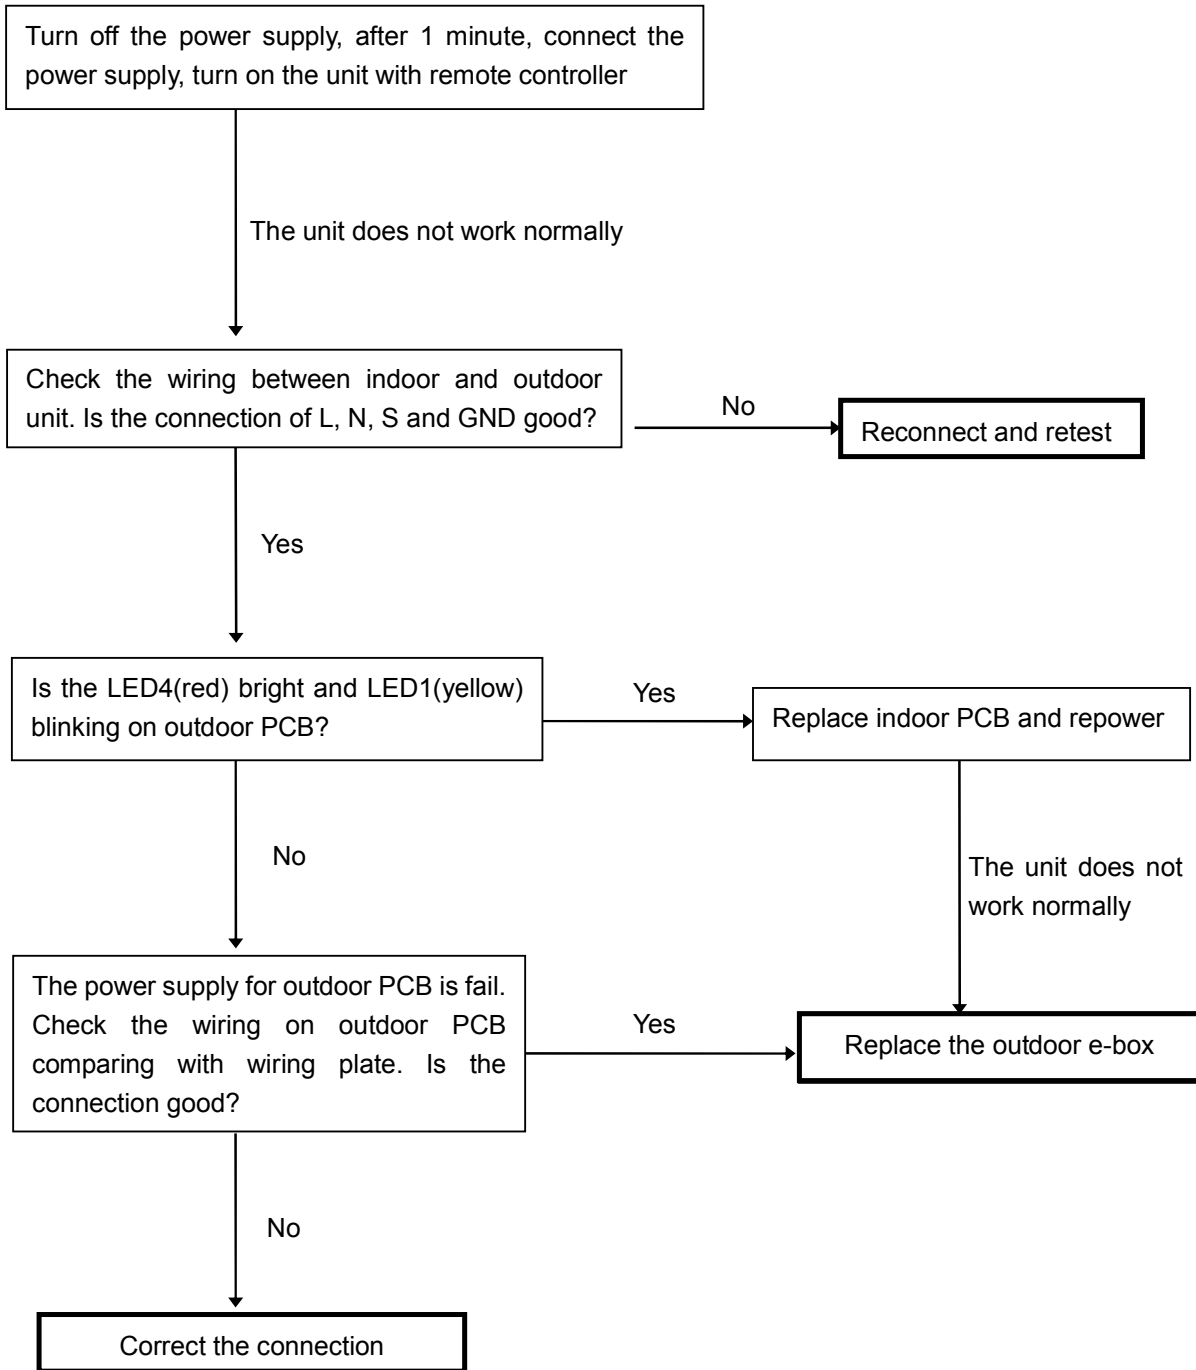 Turn off the power supply, after 1 minute, connect the
power supply, turn on the unit with remote controller
The unit does not work normally
Check the wiring between indoor and outdoor
unit. Is the connection of L, N, S and GND good?
No
Reconnect and retest
Yes
Is the LED4(red) bright and LED1(yellow)
blinking on outdoor PCB?
Yes
Replace indoor PCB and repower
No
The unit does not
work normally
The power supply for outdoor PCB is fail.
Check the wiring on outdoor PCB
comparing with wiring plate. Is the
connection good?
Yes
Replace the outdoor e-box
No
Correct the connection